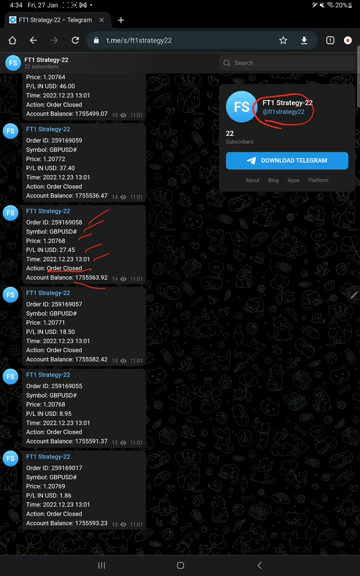 4:34 Fri, 27 Jan
20%
FT1 Strategy-22 – Telegram
t.me/s/ft1strategy22
1
FT1 Strategy-22
22 subscribers
Search
Price: 1.20764
P/L IN USD: 46.00
Time: 2022.12.23 13:01
Action: Order Closed
Account Balance: 1755499.07
15 11:01
FS
FT1 Strategy-22
Order ID: 259169059
Symbol: GBPUSD#
Price: 1.20772
P/L IN USD: 37.40
Time: 2022.12.23 13:01
Action: Order Closed
Account Balance: 1755536.47
14 11:01
FS
FT1 Strategy-22
Order ID: 259169058
Symbol: GBPUSD#
Price: 1.20768
P/L IN USD: 27.45
Time: 2022.12.23 13:01
Action: Order Closed
Account Balance: 1755563.92
14 11:01
FS
FT1 Strategy-22
Order ID: 259169057
Symbol: GBPUSD#
Price: 1.20771
P/L IN USD: 18.50
Time: 2022.12.23 13:01
Action: Order Closed
Account Balance: 1755582.42
15 11:01
FS
FT1 Strategy-22
Order ID: 259169055
Symbol: GBPUSD#
Price: 1.20768
P/L IN USD: 8.95
Time: 2022.12.23 13:01
Action: Order Closed
Account Balance: 1755591.37
15 11:01
FS
FT1 Strategy-22
Order ID: 259169017
Symbol: GBPUSD#
Price: 1.20769
P/L IN USD: 1.86
Time: 2022.12.23 13:01
Action: Order Closed
Account Balance: 1755593.23
15 11:01
FS
FT1 Strategy-22
@ft1strategy22
22
Subscribers
DOWNLOAD TELEGRAM
About Blog Apps Platform